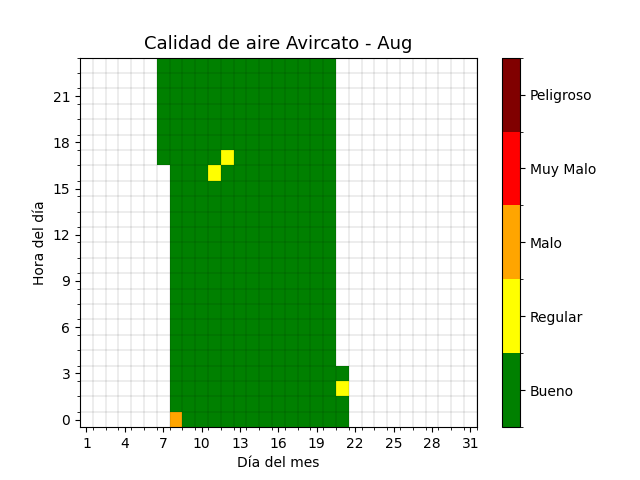 Calidad de aire Avircato - Aug
Hora del día
21
18
15
12
9
6
3
0
1 4 7 10 13 16 19 22 25 28 31
Día del mes
Peligroso
Muy Malo
Malo
Regular
Bueno